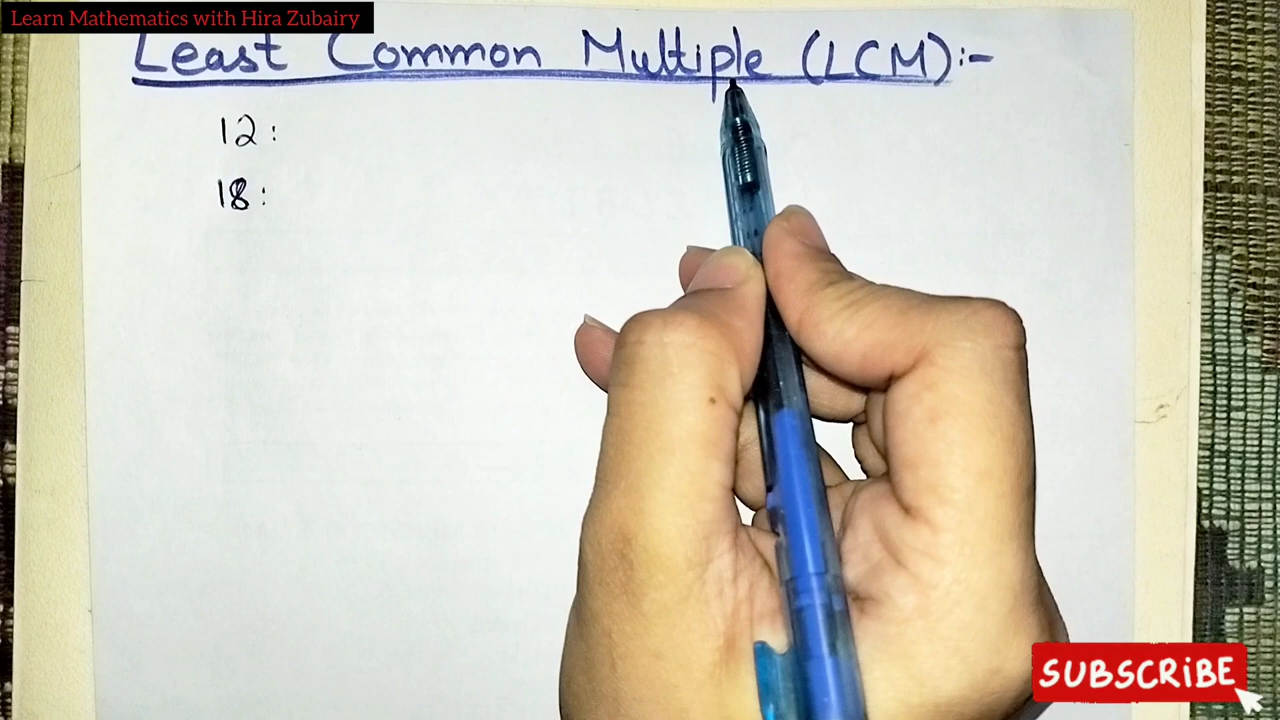 Learn Mathematics with Hira Zubairy
Least Common Multiple (LCM):-
12:
18:
SUBSCRiBE